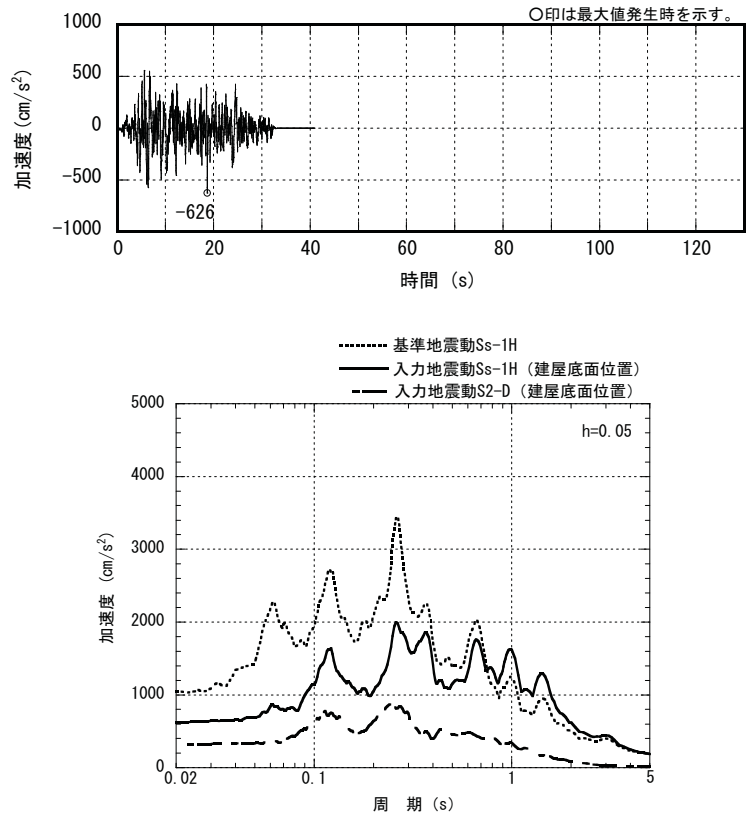 〇印は最大値発生時を示す。
1000
500
0
-500
-1000
加速度(cm/s²)
-626
0 20 40 60 80 100 120
時間 (s)
基準地震動Ss-1H
入力地震動Ss-1H (建屋底面位置)
入力地震動S2-D (建屋底面位置)
h=0.05
5000
4000
3000
2000
1000
0
加速度 (cm/s²)
0.02 0.1 1 5
周 期 (s)